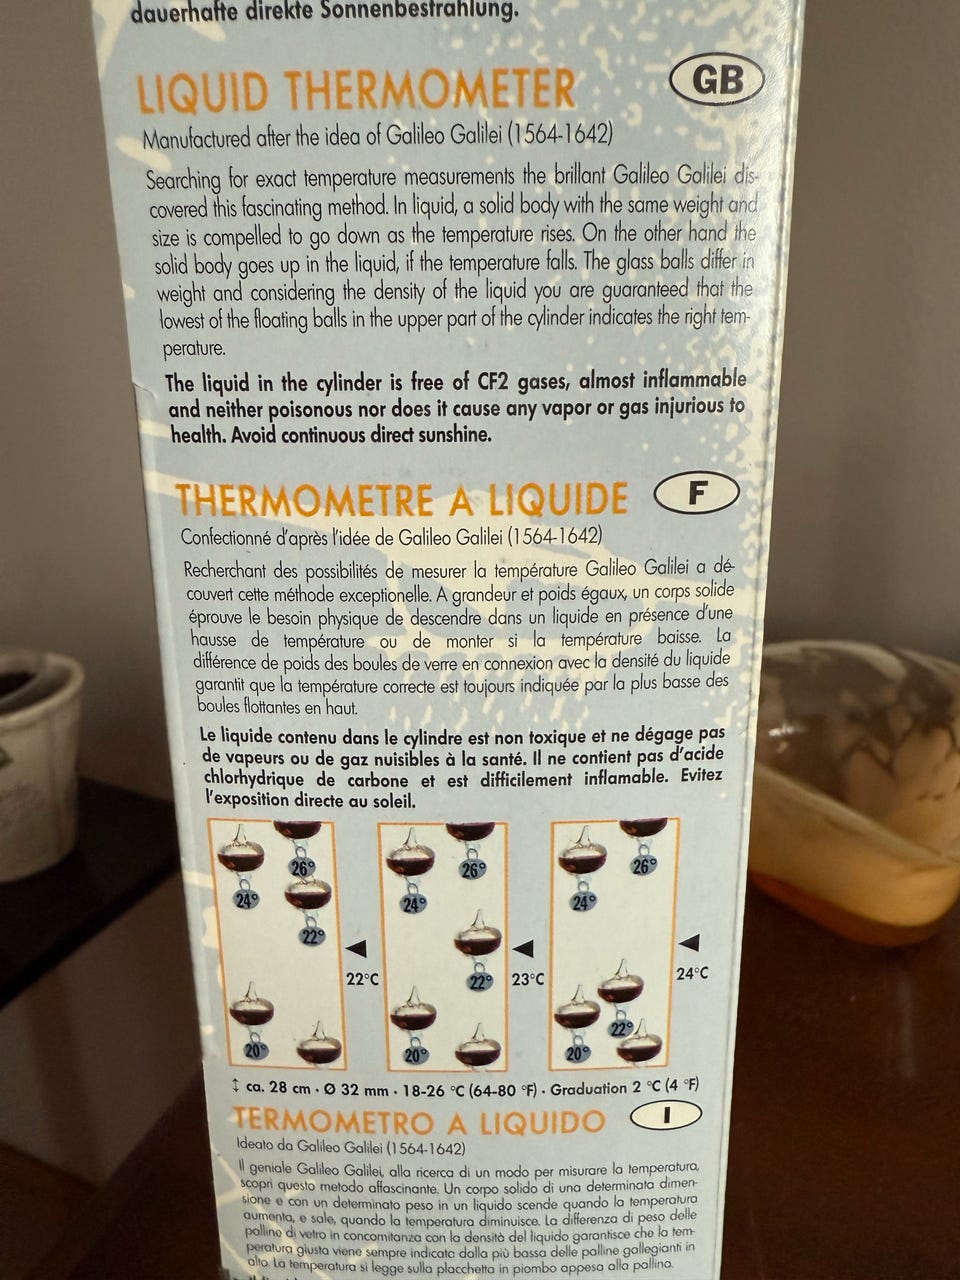 dauerhafte direkte Sonnenbestrahlung.
LIQUID THERMOMETER GB
Manufactured after the idea of Galileo Galilei (1564-1642)
Searching for exact temperature measurements the brillant Galileo Galilei dis-
covered this fascinating method. In liquid, a solid body with the same weight and
size is compelled to go down as the temperature rises. On the other hand the
solid body goes up in the liquid, if the temperature falls. The glass balls differ in
weight and considering the density of the liquid you are guaranteed that the
lowest of the floating balls in the upper part of the cylinder indicates the right tem-
perature.
The liquid in the cylinder is free of CF2 gases, almost inflammable
and neither poisonous nor does it cause any vapor or gas injurious to
health. Avoid continuous direct sunshine.
THERMOMETRE A LIQUIDE F
Confectionné d'après l'idée de Galileo Galilei (1564-1642)
Recherchant des possibilités de mesurer la température Galileo Galilei a dé-
couvert cette méthode exceptionelle. A grandeur et poids égaux, un corps solide
éprouve le besoin physique de descendre dans un liquide en présence d'une
hausse de température ou de monter si la température baisse. La
différence de poids des boules de verre en connexion avec la densité du liquide
garantit que la température correcte est toujours indiquée par la plus basse des
boules flottantes en haut.
Le liquide contenu dans le cylindre est non toxique et ne dégage pas
de vapeurs ou de gaz nuisibles à la santé. Il ne contient pas d'acide
chlorhydrique de carbone et est difficilement inflamable. Evitez
l'exposition directe au soleil.
26° 26° 26°
24° 24° 24°
22°
22°C 22° 23°C 24°C
22°
20° 20° 20°
↕ ca. 28 cm · Ø 32 mm · 18-26 °C (64-80 °F) · Graduation 2 °C (4 °F)
TERMOMETRO A LIQUIDO I
Ideato da Galileo Galilei (1564-1642)
Il geniale Galileo Galilei, alla ricerca di un modo per misurare la temperatura,
scoprì questo metodo affascinante. Un corpo solido di una determinata dimen-
sione e con un determinato peso in un liquido scende quando la temperatura
aumenta, e sale, quando la temperatura diminuisce. La differenza di peso delle
palline di vetro in concomitanza con la densità del liquido garantisce che la tem-
peratura giusta viene sempre indicata dalla più bassa delle palline gallegianti in
alto. La temperatura si legge sulla placchetta in piombo appesa alla pallina.